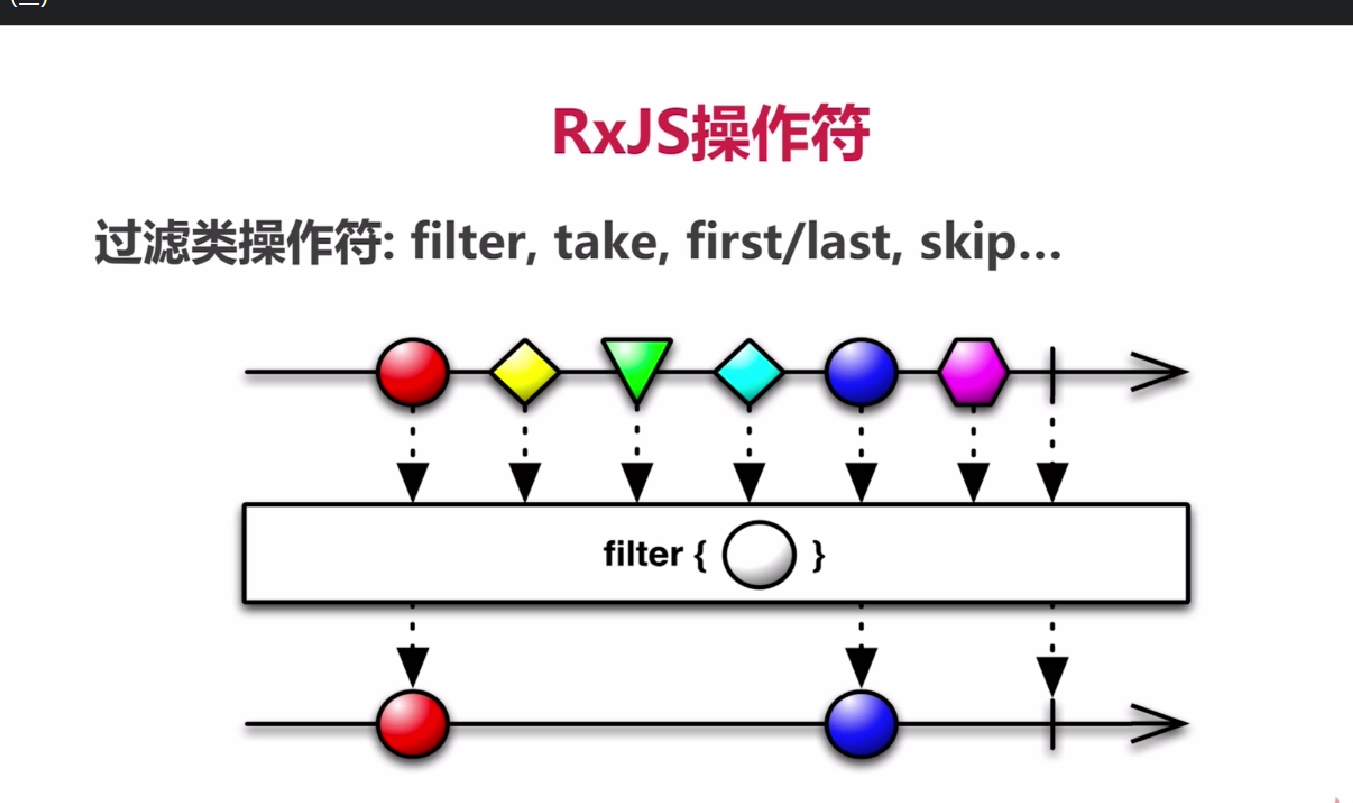 (二)
RxJS操作符
过滤类操作符: filter, take, first/last, skip...
filter { }